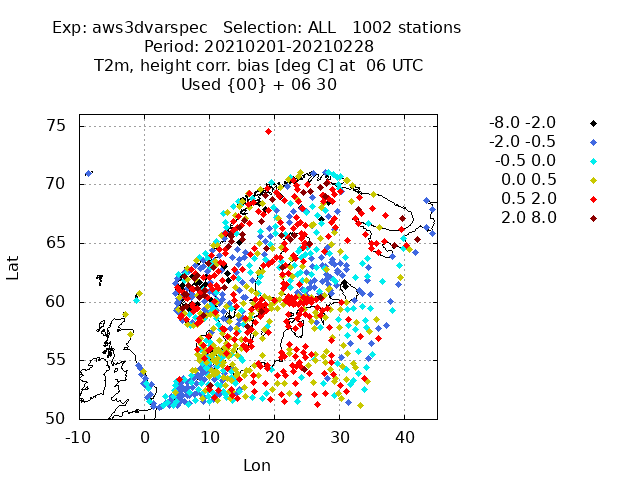 Exp: aws3dvarspec   Selection: ALL   1002 stations
Period: 20210201-20210228
T2m, height corr. bias [deg C] at  06 UTC
Used {00} + 06 30
-8.0 -2.0
-2.0 -0.5
-0.5 0.0
0.0 0.5
0.5 2.0
2.0 8.0
75
70
65
60
55
50
Lat
-10 0 10 20 30 40
Lon